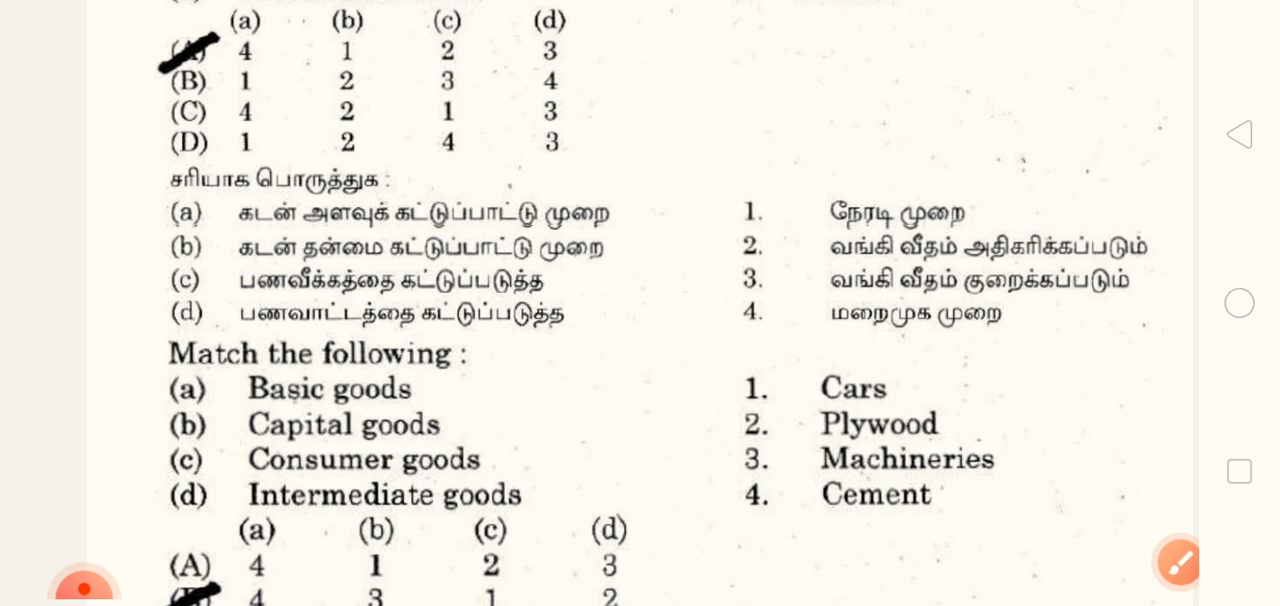 (a) (b) (c) (d)
(A) 4 1 2 3
(B) 1 2 3 4
(C) 4 2 1 3
(D) 1 2 4 3
சரியாக பொருத்துக :
(a) கடன் அளவுக் கட்டுப்பாட்டு முறை 1. நேரடி முறை
(b) கடன் தன்மை கட்டுப்பாட்டு முறை 2. வங்கி வீதம் அதிகரிக்கப்படும்
(c) பணவீக்கத்தை கட்டுப்படுத்த 3. வங்கி வீதம் குறைக்கப்படும்
(d) பணவாட்டத்தை கட்டுப்படுத்த 4. மறைமுக முறை
Match the following :
(a) Basic goods 1. Cars
(b) Capital goods 2. Plywood
(c) Consumer goods 3. Machineries
(d) Intermediate goods 4. Cement
(a) (b) (c) (d)
(A) 4 1 2 3
4 3 1 2